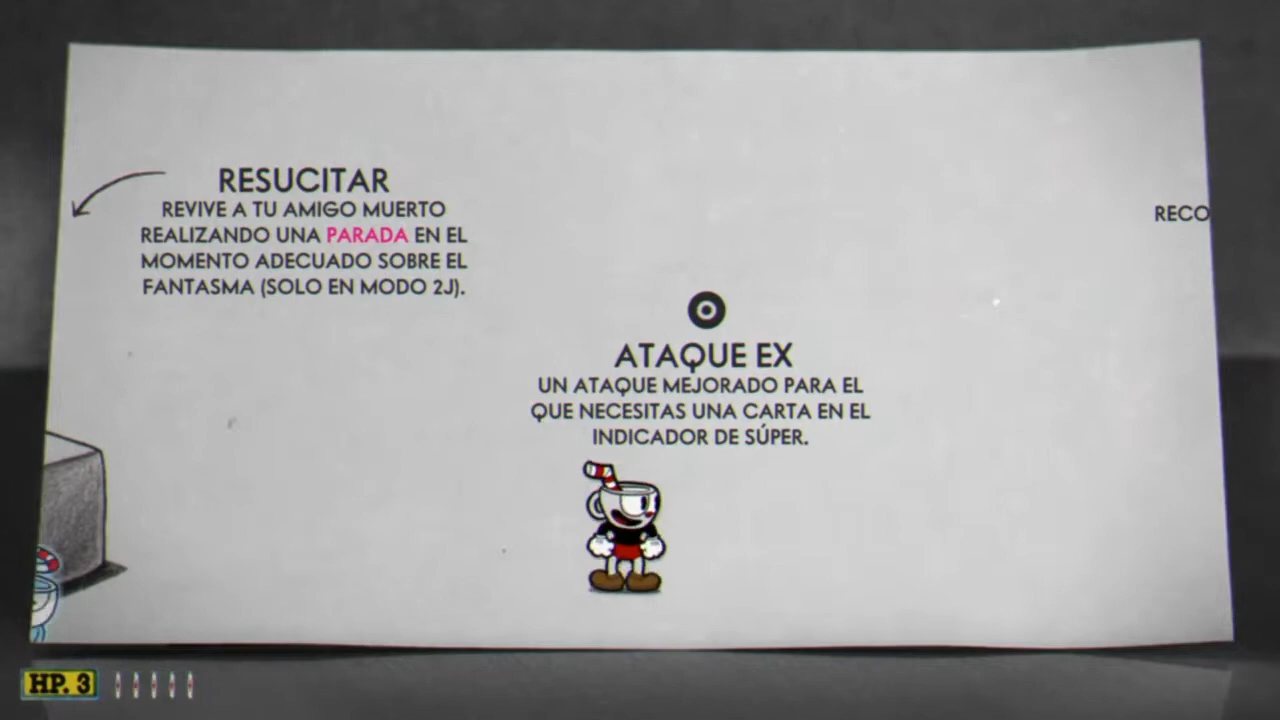 RESUCITAR
REVIVE A TU AMIGO MUERTO
REALIZANDO UNA PARADA EN EL
MOMENTO ADECUADO SOBRE EL
FANTASMA (SOLO EN MODO 2J).
RECO
ATAQUE EX
UN ATAQUE MEJORADO PARA EL
QUE NECESITAS UNA CARTA EN EL
INDICADOR DE SÚPER.
HP. 3